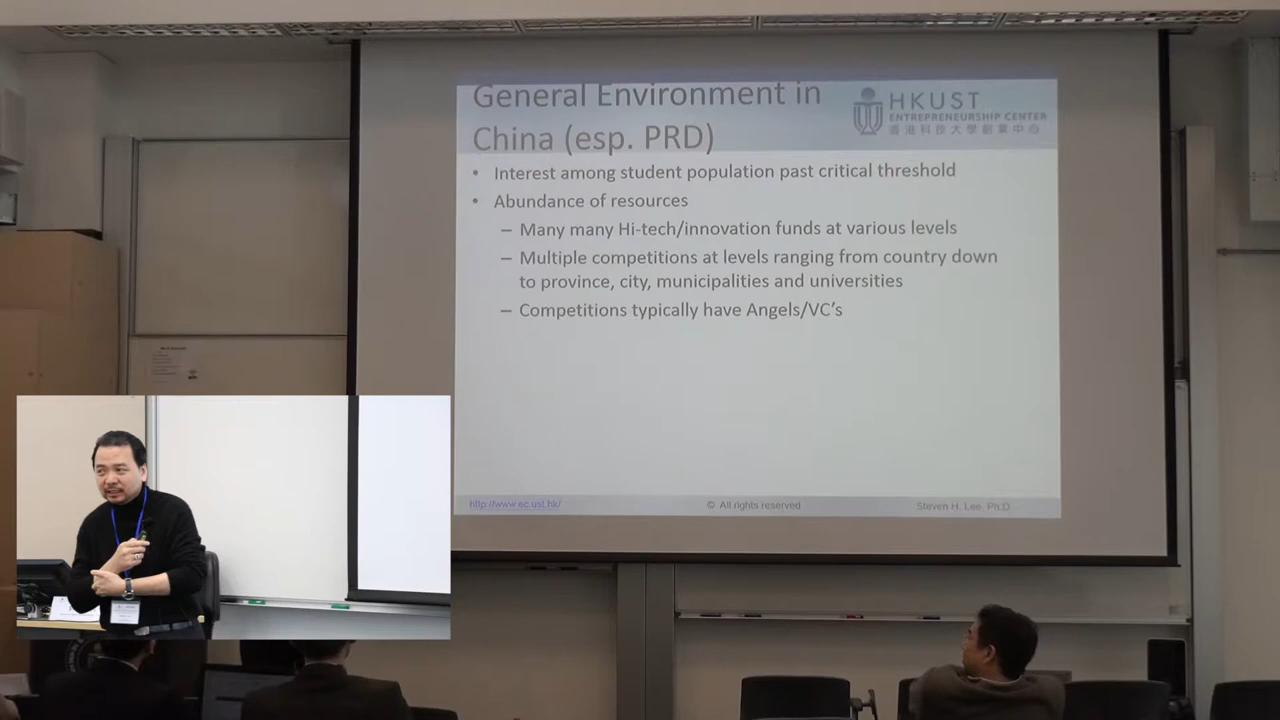 General Environment in
China (esp. PRD)
HKUST
ENTREPRENEURSHIP CENTER
香港科技大學創業中心
• Interest among student population past critical threshold
• Abundance of resources
– Many many Hi-tech/innovation funds at various levels
– Multiple competitions at levels ranging from country down
to province, city, municipalities and universities
– Competitions typically have Angels/VC's
http://www.ec.ust.hk/
© All rights reserved
Steven H. Lee, Ph.D